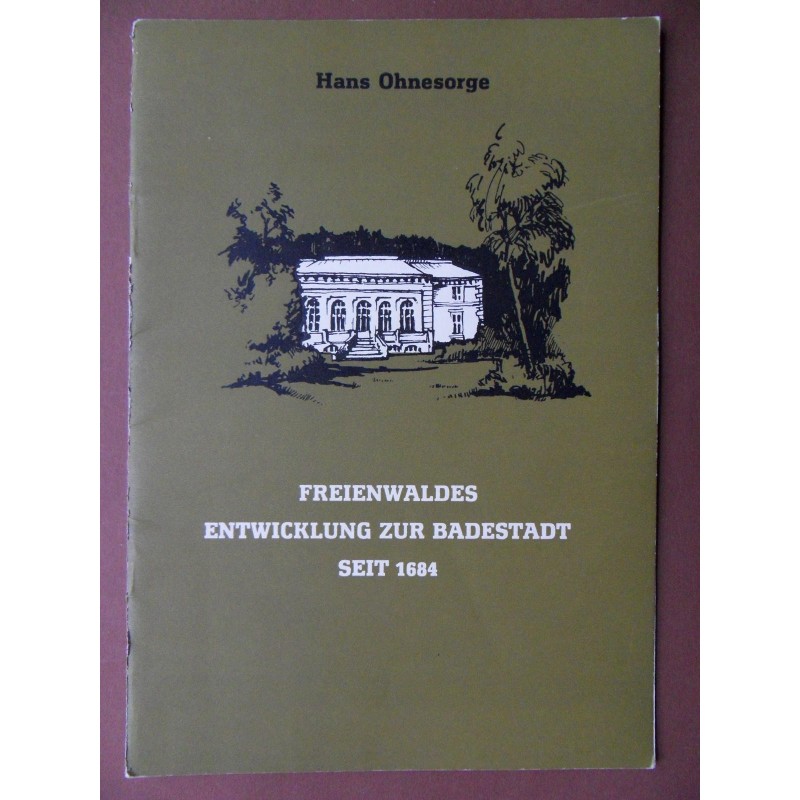 Hans Ohnesorge
FREIENWALDES
ENTWICKLUNG ZUR BADESTADT
SEIT 1684